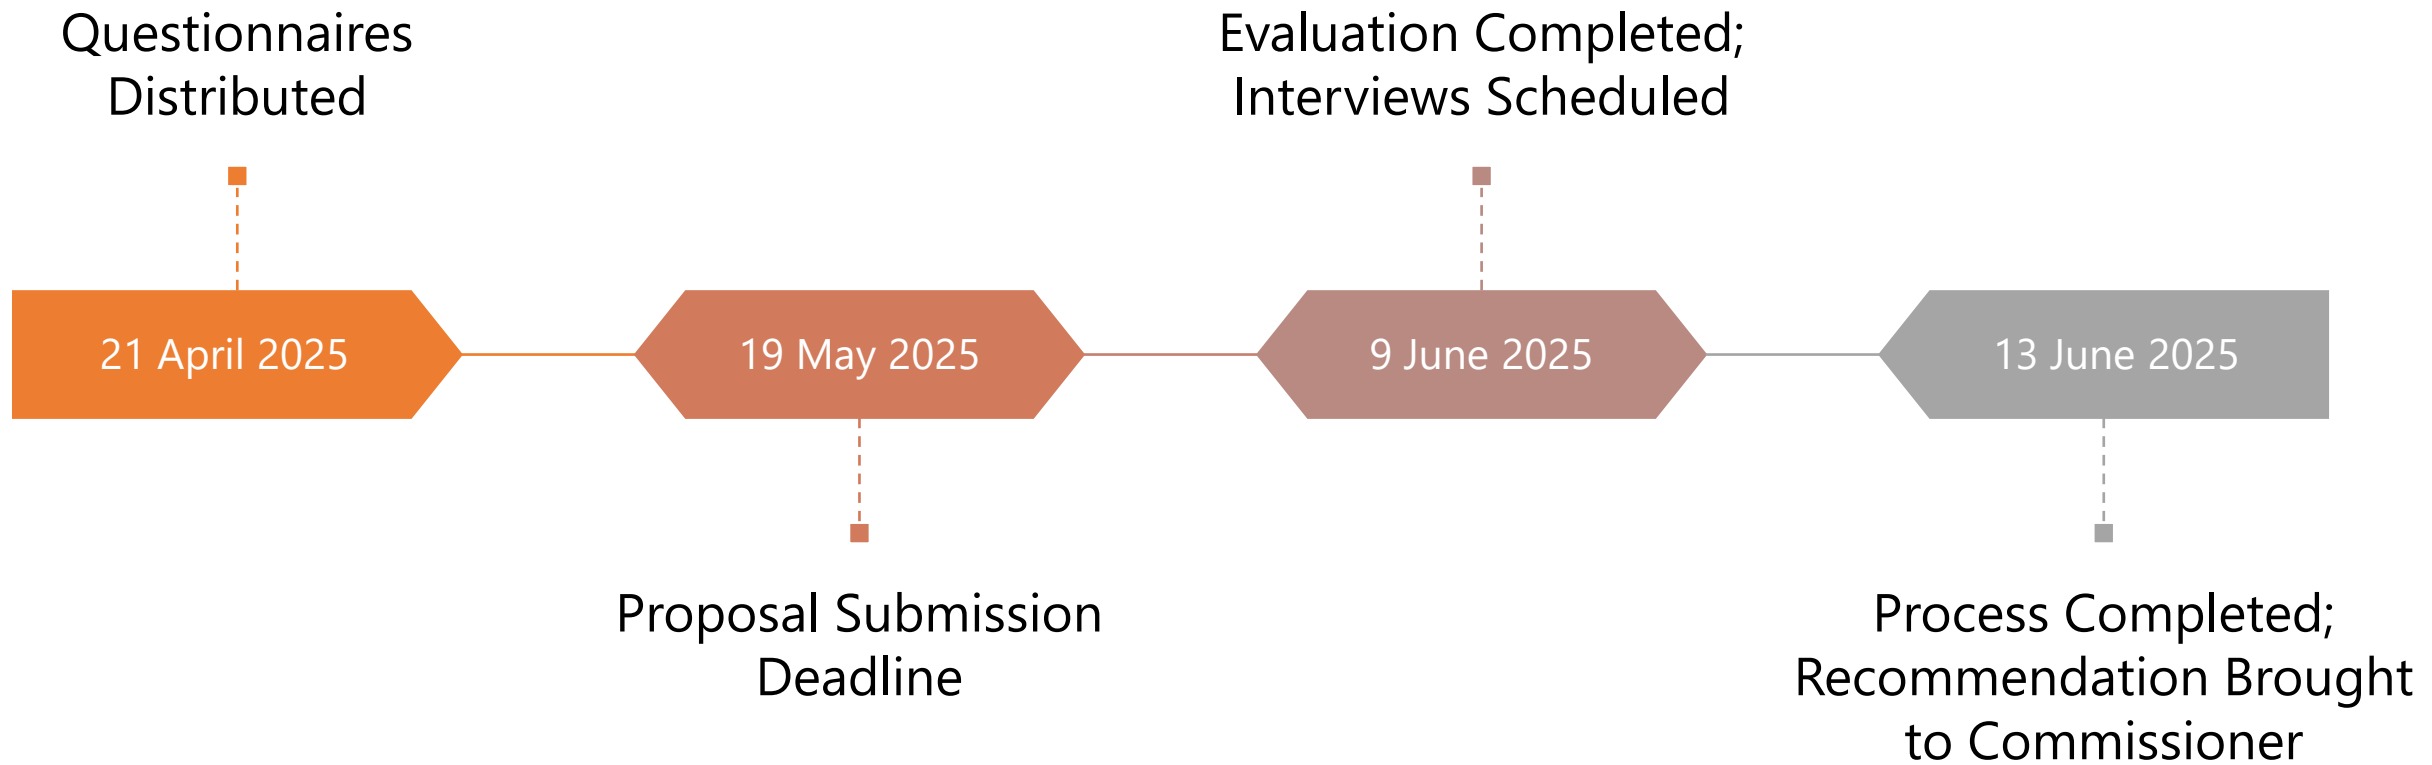 Questionnaires
Distributed
Evaluation Completed;
Interviews Scheduled
21 April 2025
19 May 2025
9 June 2025
13 June 2025
Proposal Submission
Deadline
Process Completed;
Recommendation Brought
to Commissioner